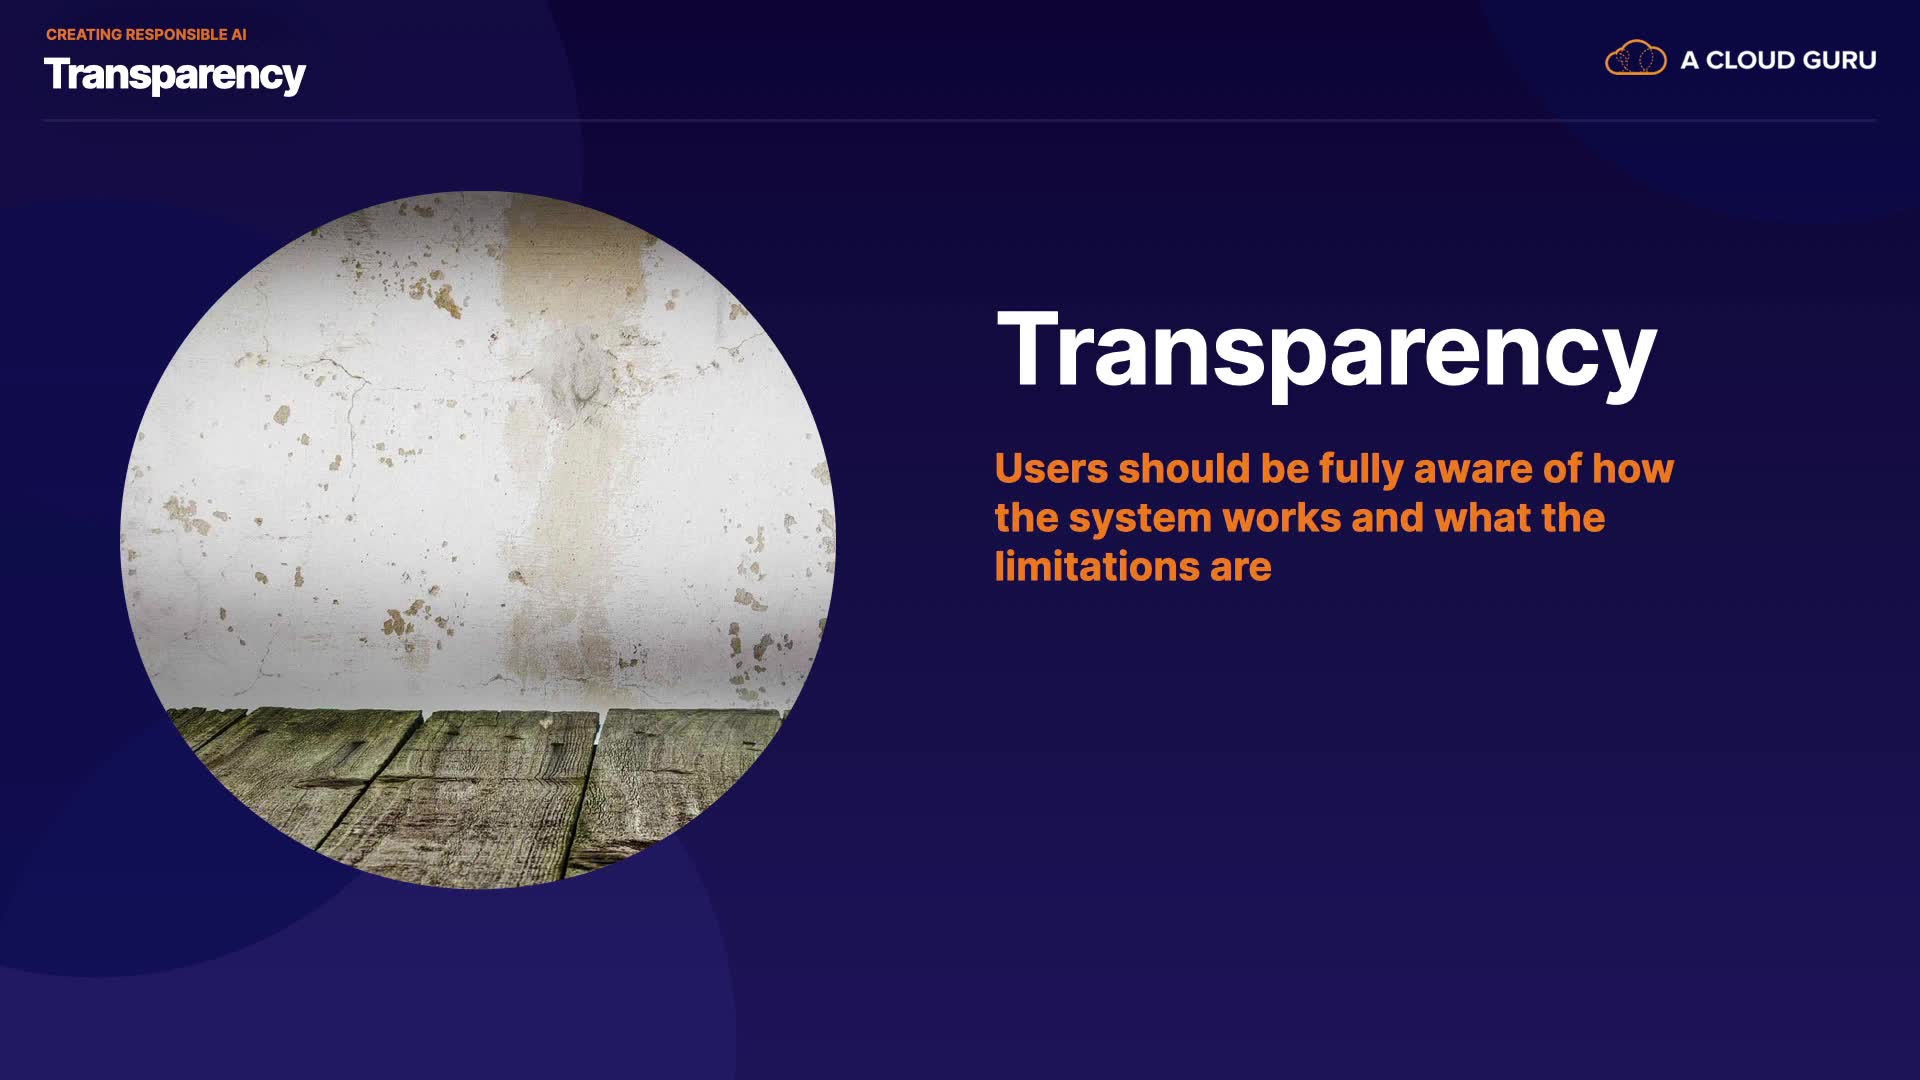 CREATING RESPONSIBLE AI
Transparency
A CLOUD GURU
Transparency
Users should be fully aware of how
the system works and what the
limitations are